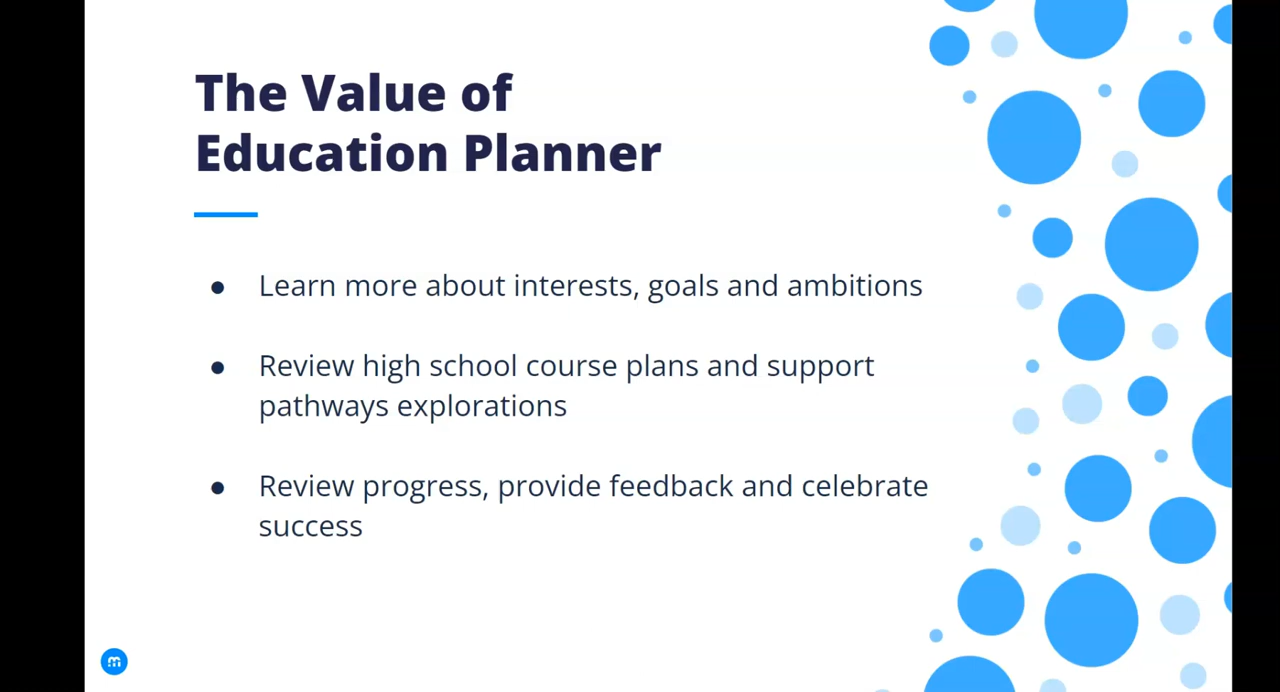 The Value of
Education Planner
● Learn more about interests, goals and ambitions
● Review high school course plans and support
pathways explorations
● Review progress, provide feedback and celebrate
success
m